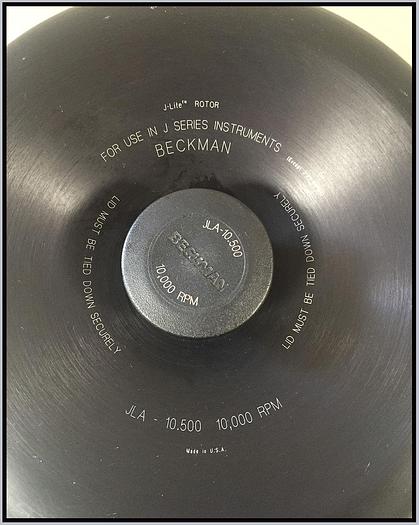 J-Lite™ ROTOR
FOR USE IN J SERIES INSTRUMENTS
(Except
BECKMAN
LID MUST BE TIED DOWN SECURELY
JLA-10.500
BECKMAN
10,000 RPM
LID MUST BE TIED DOWN SECURELY
JLA - 10.500 10,000 RPM
Made in U.S.A.